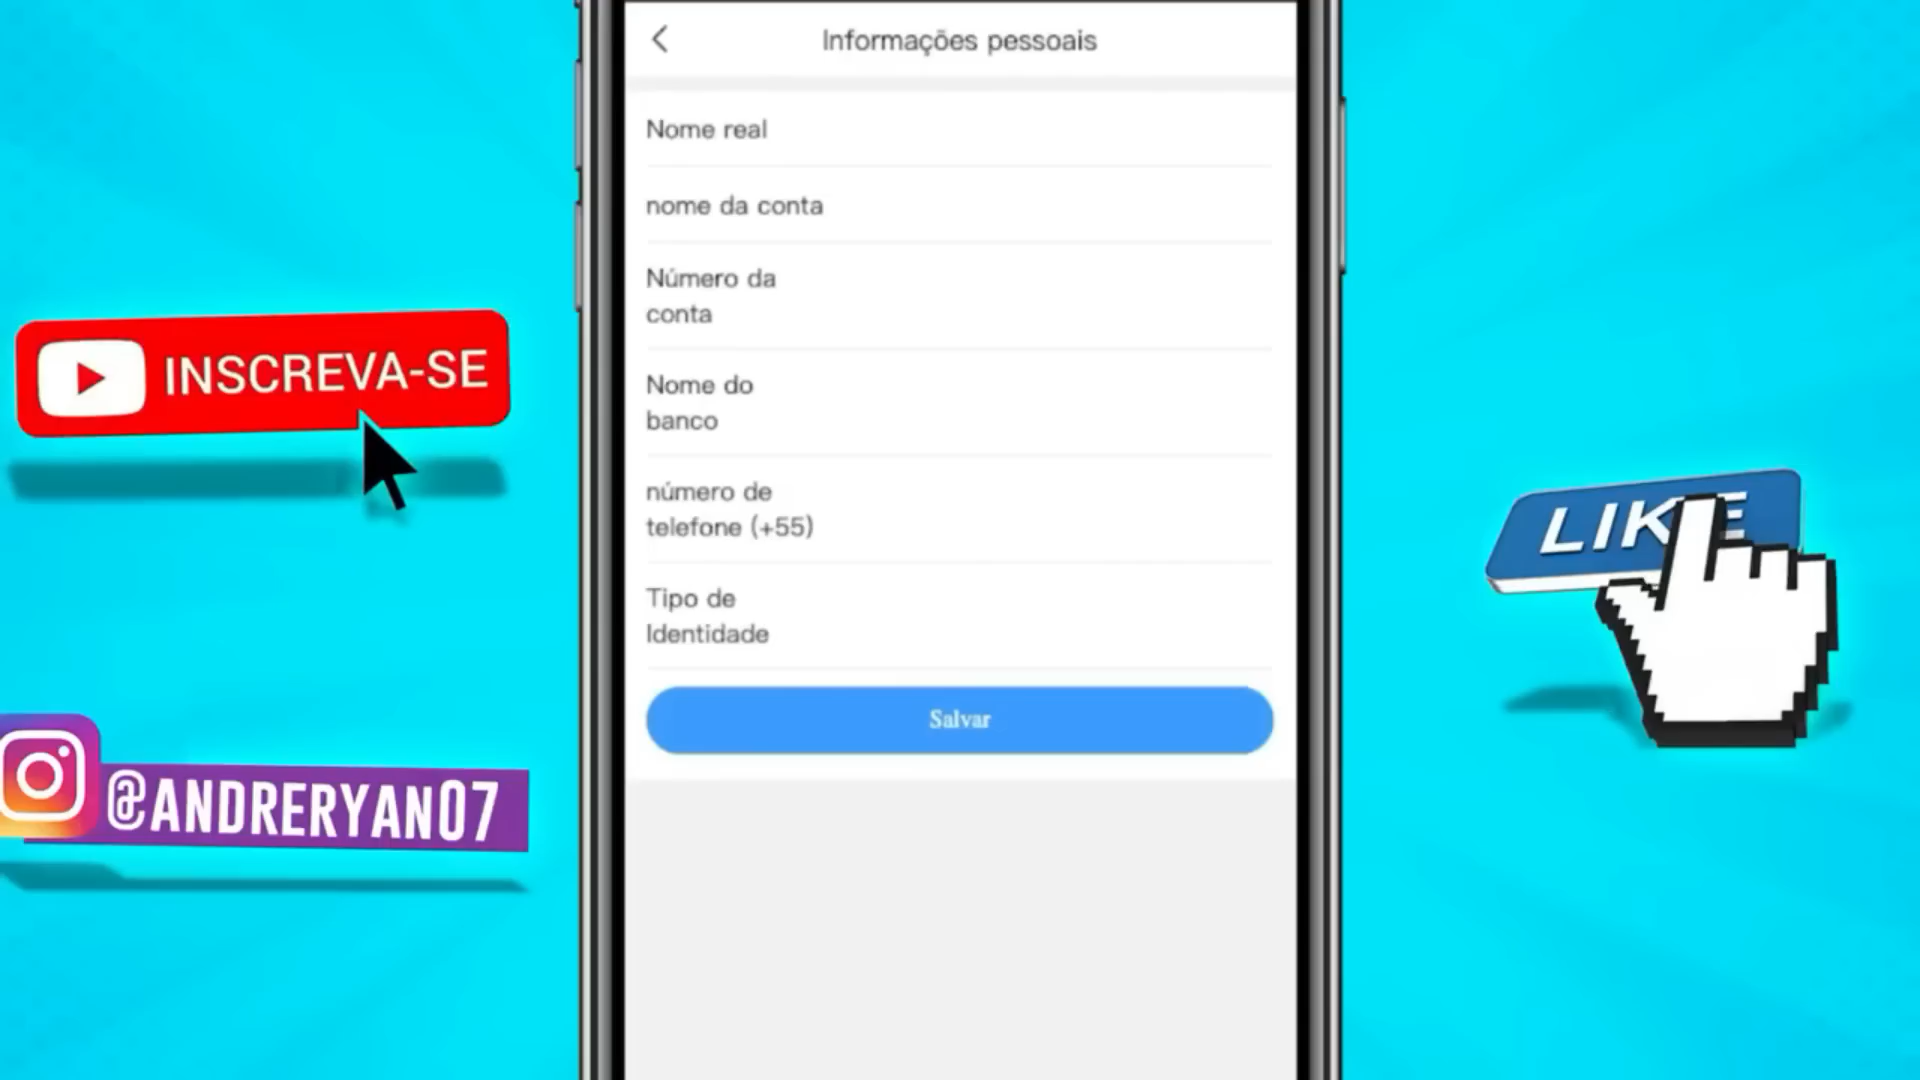 Informações pessoais
Nome real
nome da conta
Número da
conta
Nome do
banco
número de
telefone (+55)
Tipo de
Identidade
Salvar
INSCREVA-SE
@ANDRERYAN07
LIKE